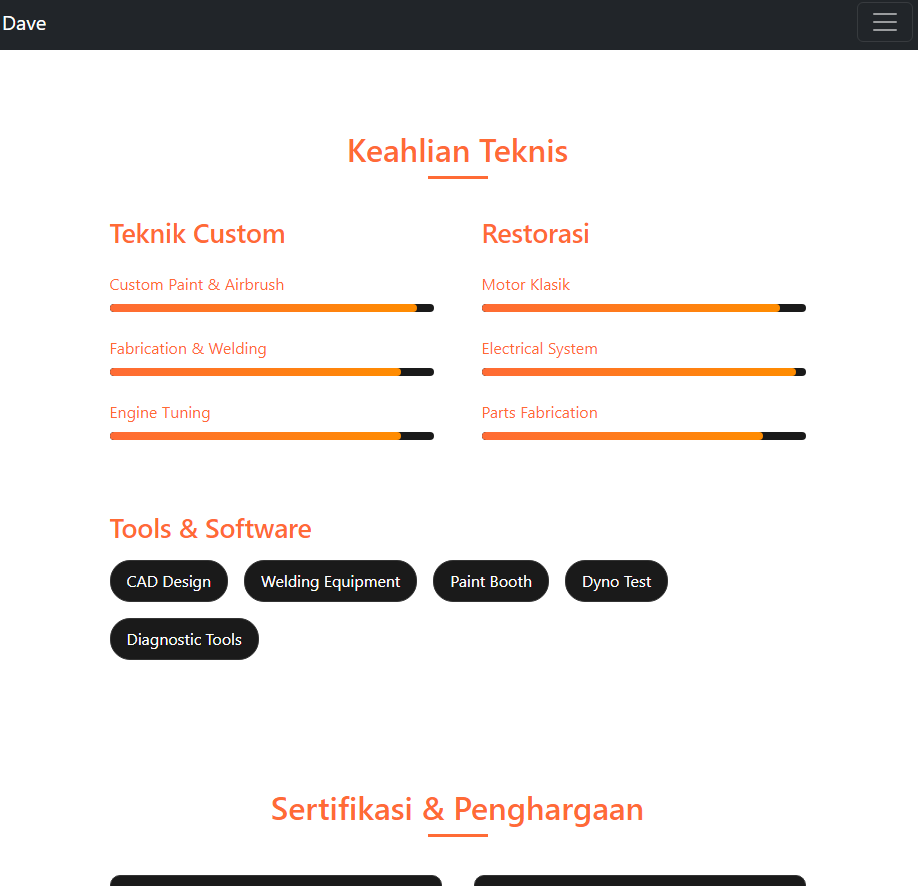 Dave
Keahlian Teknis
Teknik Custom
Custom Paint & Airbrush
Fabrication & Welding
Engine Tuning
Restorasi
Motor Klasik
Electrical System
Parts Fabrication
Tools & Software
CAD Design
Welding Equipment
Paint Booth
Dyno Test
Diagnostic Tools
Sertifikasi & Penghargaan